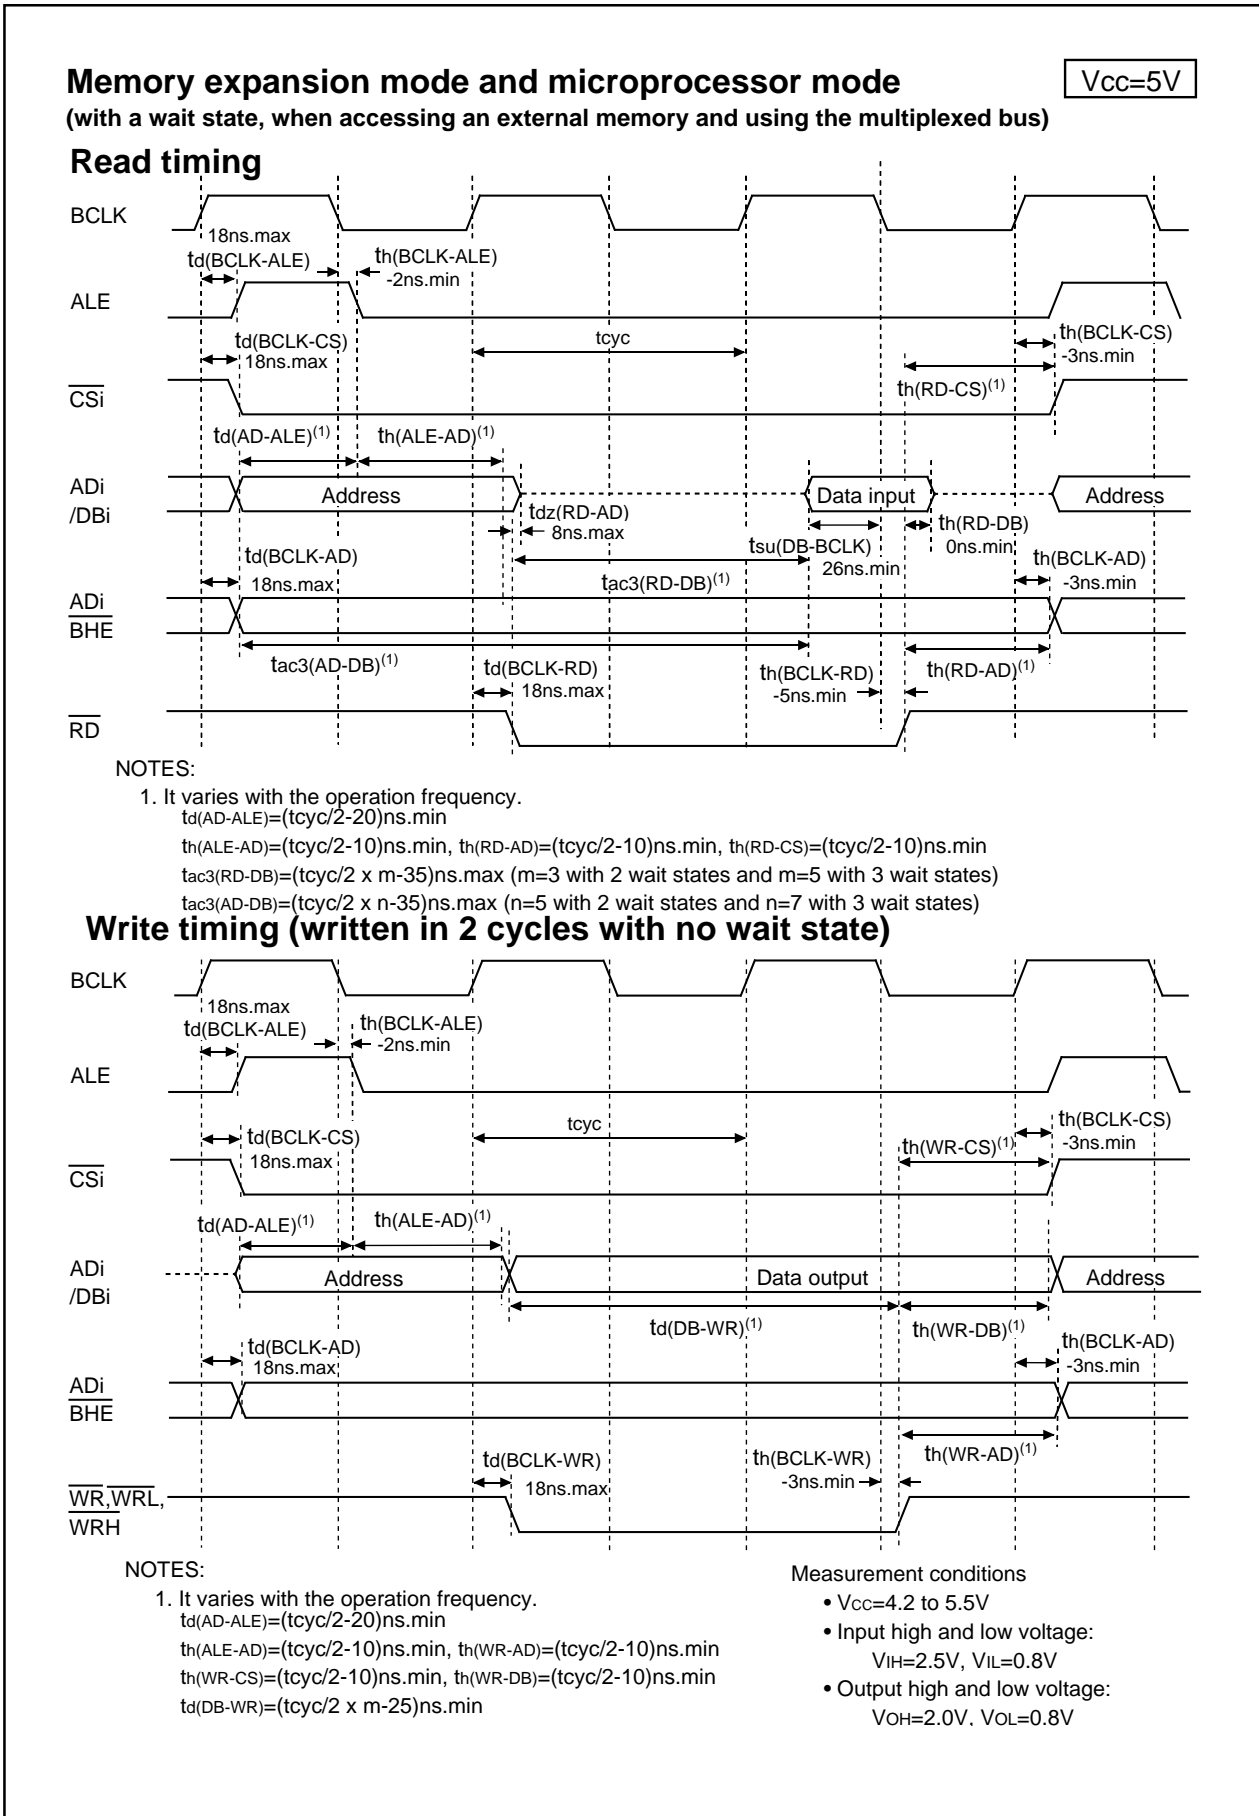 Memory expansion mode and microprocessor mode
Vcc=5V
(with a wait state, when accessing an external memory and using the multiplexed bus)
Read timing
BCLK
18ns.max
td(BCLK-ALE)
th(BCLK-ALE)
-2ns.min
ALE
td(BCLK-CS)
18ns.max
tcyc
th(BCLK-CS)
-3ns.min
th(RD-CS)(1)
CSi
td(AD-ALE)(1)
th(ALE-AD)(1)
ADi
/DBi
Address
Data input
Address
tdz(RD-AD)
8ns.max
tsu(DB-BCLK)
26ns.min
th(RD-DB)
0ns.min
td(BCLK-AD)
18ns.max
tac3(RD-DB)(1)
th(BCLK-AD)
-3ns.min
ADi
BHE
tac3(AD-DB)(1)
td(BCLK-RD)
18ns.max
th(BCLK-RD)
-5ns.min
th(RD-AD)(1)
RD
NOTES:
1. It varies with the operation frequency.
td(AD-ALE)=(tcyc/2-20)ns.min
th(ALE-AD)=(tcyc/2-10)ns.min, th(RD-AD)=(tcyc/2-10)ns.min, th(RD-CS)=(tcyc/2-10)ns.min
tac3(RD-DB)=(tcyc/2 x m-35)ns.max (m=3 with 2 wait states and m=5 with 3 wait states)
tac3(AD-DB)=(tcyc/2 x n-35)ns.max (n=5 with 2 wait states and n=7 with 3 wait states)
Write timing (written in 2 cycles with no wait state)
BCLK
18ns.max
td(BCLK-ALE)
th(BCLK-ALE)
-2ns.min
ALE
td(BCLK-CS)
18ns.max
tcyc
th(BCLK-CS)
-3ns.min
th(WR-CS)(1)
CSi
td(AD-ALE)(1)
th(ALE-AD)(1)
ADi
/DBi
Address
Data output
Address
td(DB-WR)(1)
th(WR-DB)(1)
td(BCLK-AD)
18ns.max
th(BCLK-AD)
-3ns.min
ADi
BHE
td(BCLK-WR)
18ns.max
th(BCLK-WR)
-3ns.min
th(WR-AD)(1)
WR,WRL,
WRH
NOTES:
1. It varies with the operation frequency.
td(AD-ALE)=(tcyc/2-20)ns.min
th(ALE-AD)=(tcyc/2-10)ns.min, th(WR-AD)=(tcyc/2-10)ns.min
th(WR-CS)=(tcyc/2-10)ns.min, th(WR-DB)=(tcyc/2-10)ns.min
td(DB-WR)=(tcyc/2 x m-25)ns.min
Measurement conditions
• VCC=4.2 to 5.5V
• Input high and low voltage:
VIH=2.5V, VIL=0.8V
• Output high and low voltage:
VOH=2.0V, VOL=0.8V